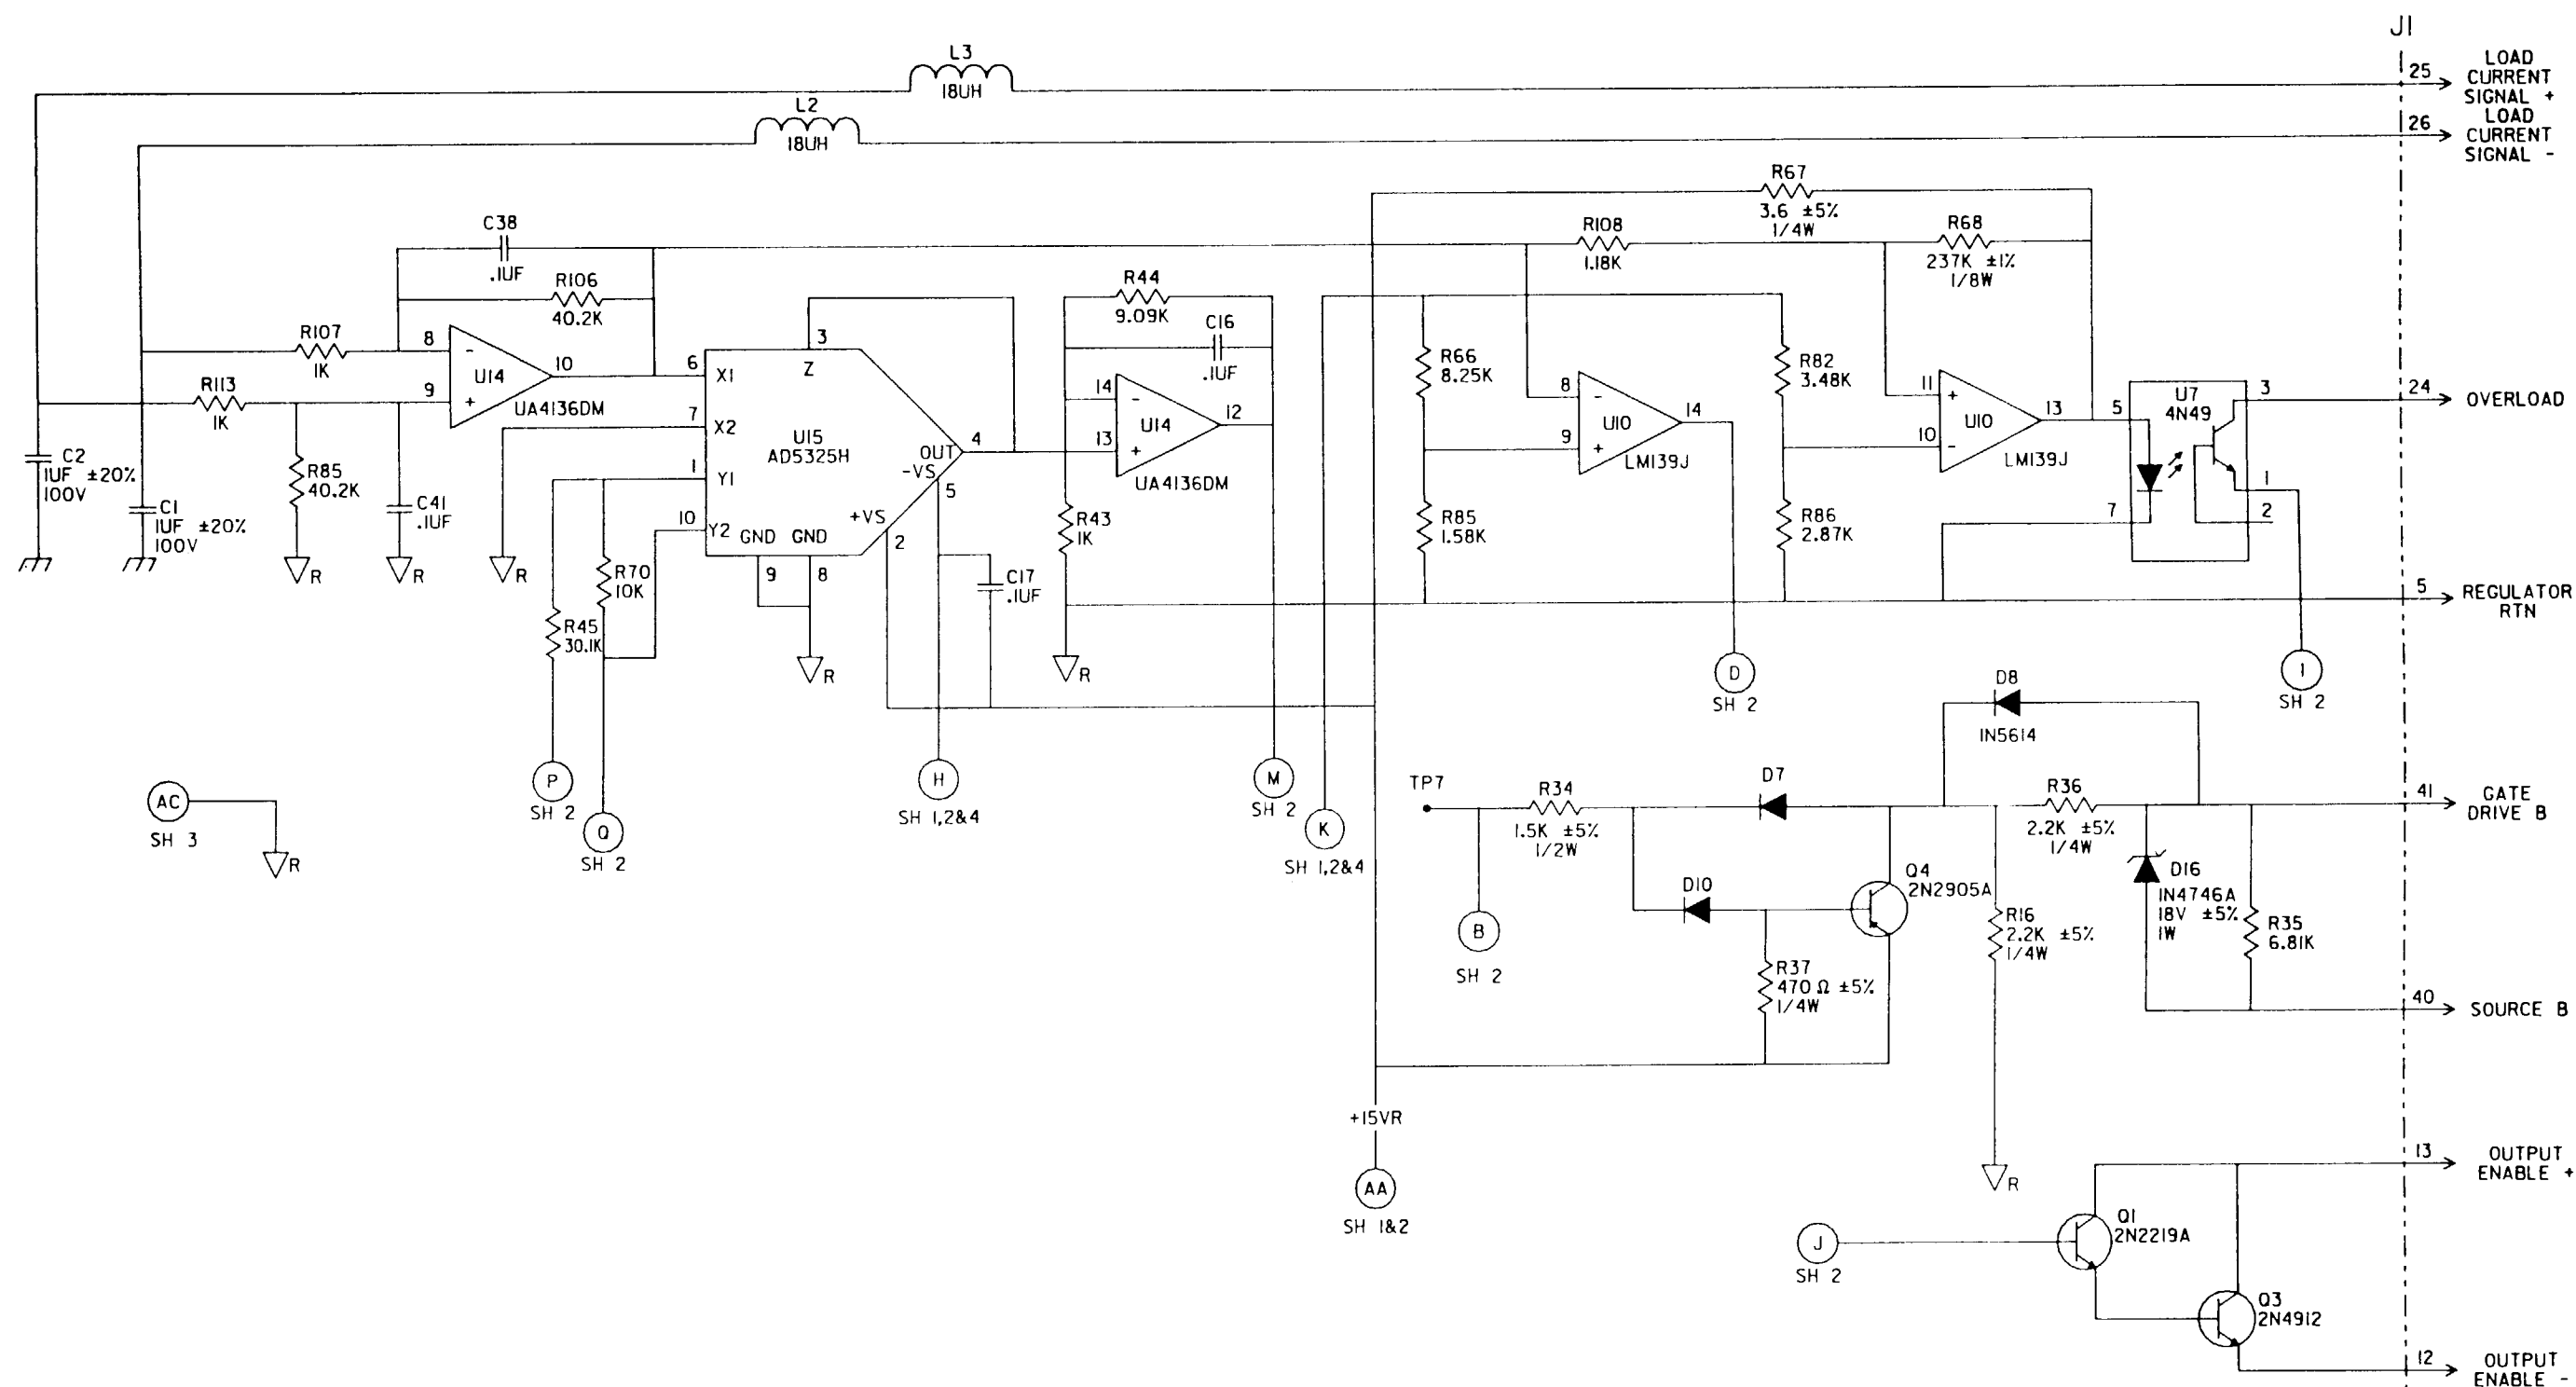 J1
L3
18UH
25
LOAD
CURRENT
SIGNAL +
L2
18UH
26
LOAD
CURRENT
SIGNAL -
R67
3.6 ±5%
1/4W
C38
.1UF
R108
1.18K
R68
237K ±1%
1/8W
R106
40.2K
R44
9.09K
C16
.1UF
R107
1K
8
-
U14
10
9
+
UA4136DM
R113
1K
3
Z
6
X1
7
X2
U15
AD5325H
OUT
4
-VS
5
1
Y1
+VS
2
10
Y2
GND
GND
9
8
14
-
U14
12
13
+
UA4136DM
R66
8.25K
8
-
U10
14
9
+
LM139J
R82
3.48K
11
+
U10
13
10
-
LM139J
U7
4N49
5
3
24
OVERLOAD
1
2
7
C2
1UF ±20%
100V
C1
1UF ±20%
100V
R85
40.2K
C41
.1UF
R
R
R
R70
10K
R45
30.1K
R
C17
.1UF
R43
1K
R
R85
1.58K
R86
2.87K
5
REGULATOR
RTN
D
SH 2
I
SH 2
D8
1N5614
AC
SH 3
R
P
SH 2
Q
SH 2
H
SH 1,2&4
M
SH 2
K
SH 1,2&4
TP7
R34
1.5K ±5%
1/2W
D7
R36
2.2K ±5%
1/4W
41
GATE
DRIVE B
B
SH 2
D10
Q4
2N2905A
R37
470Ω ±5%
1/4W
R16
2.2K ±5%
1/4W
D16
1N4746A
18V ±5%
1W
R35
6.81K
40
SOURCE B
+15VR
AA
SH 1&2
R
13
OUTPUT
ENABLE +
J
SH 2
Q1
2N2219A
Q3
2N4912
12
OUTPUT
ENABLE -